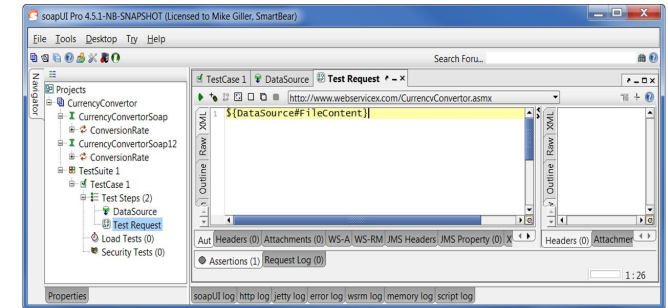 soapUI Pro 4.5.1-NB-SNAPSHOT (Licensed to Mike Giller, SmartBear)
File Tools Desktop Try Help
Search Foru...
Navigator
Projects
CurrencyConvertor
CurrencyConvertorSoap
ConversionRate
CurrencyConvertorSoap12
ConversionRate
TestSuite 1
TestCase 1
Test Steps (2)
DataSource
Test Request
Load Tests (0)
Security Tests (0)
Properties
TestCase 1 DataSource Test Request
http://www.webservicex.com/CurrencyConvertor.asmx
XML
Raw
Outline
1 ${DataSource#FileContent}
XML
Raw
Outline
Aut Headers (0) Attachments (0) WS-A WS-RM JMS Headers JMS Property (0) X
Headers (0) Attachmer
Assertions (1) Request Log (0)
1:26
soapUI log http log jetty log error log wsrm log memory log script log